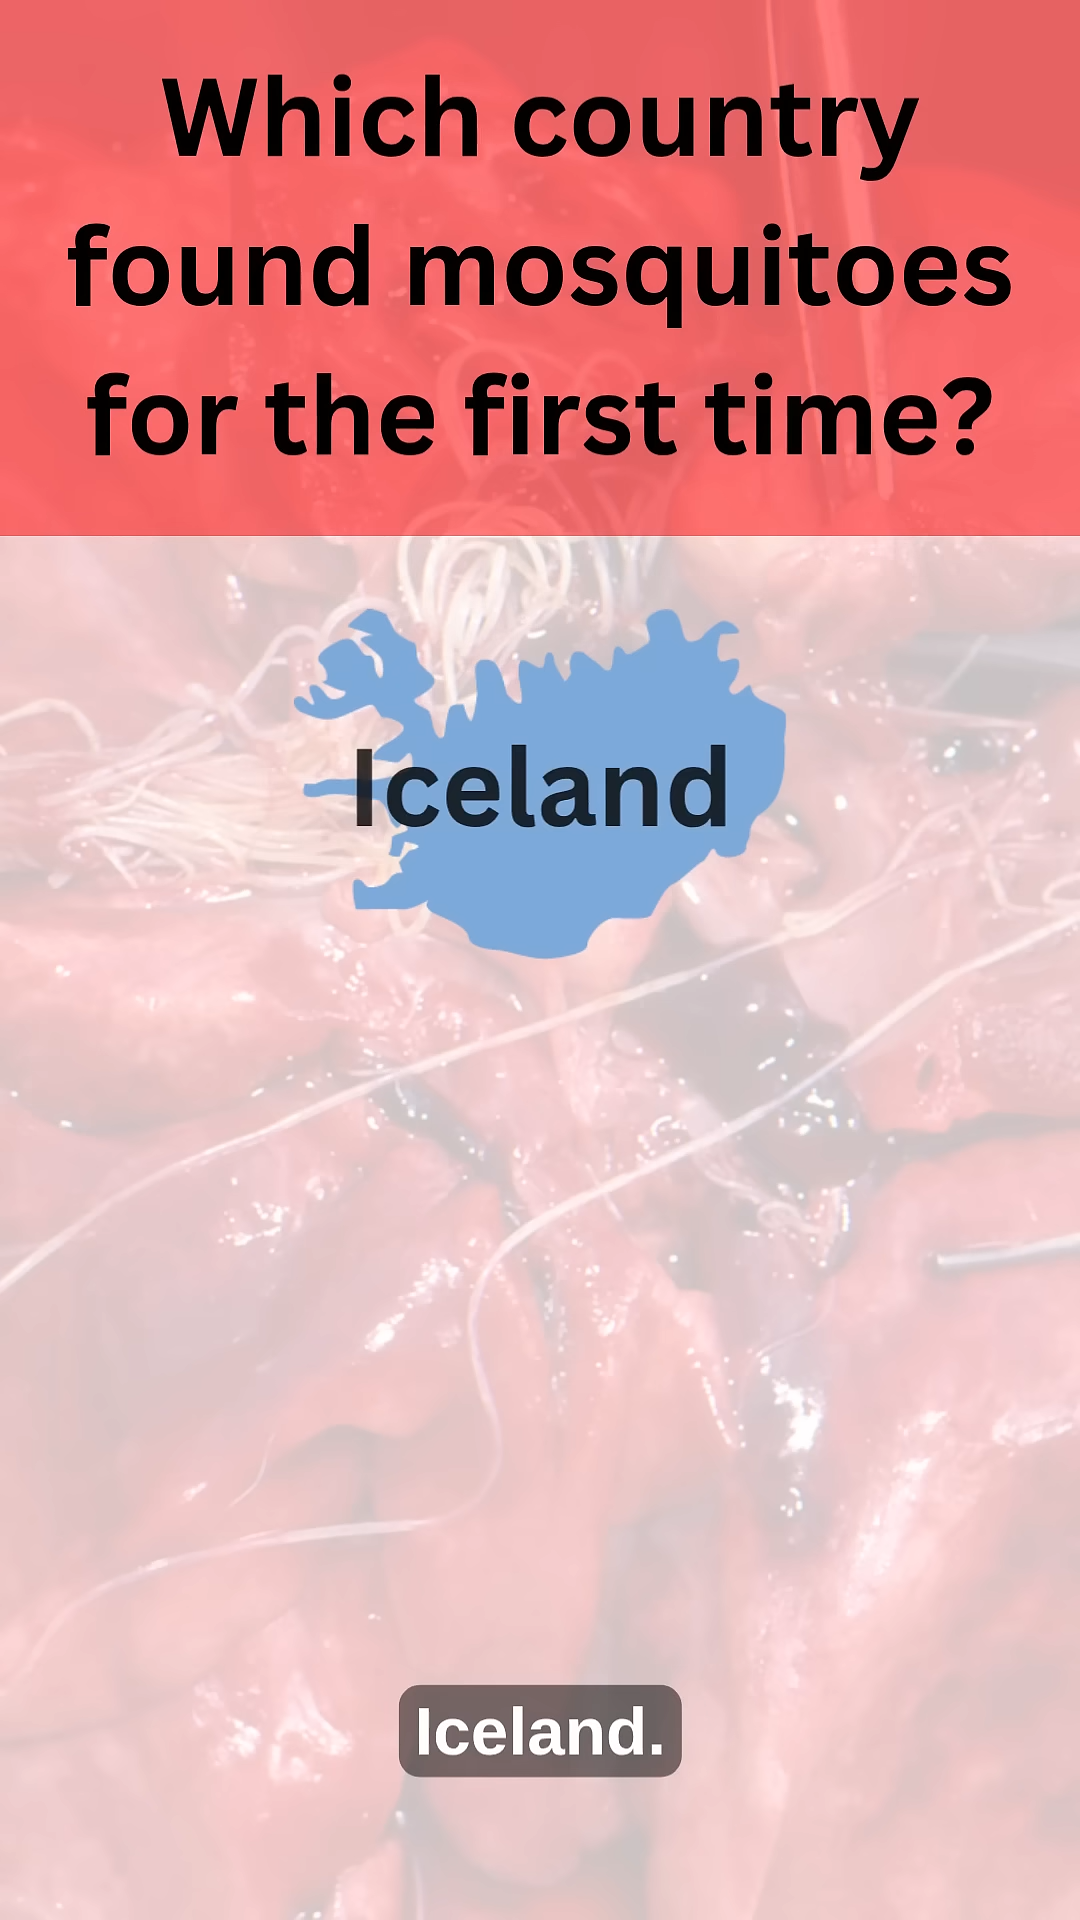 Which country
found mosquitoes
for the first time?
Iceland
Iceland.